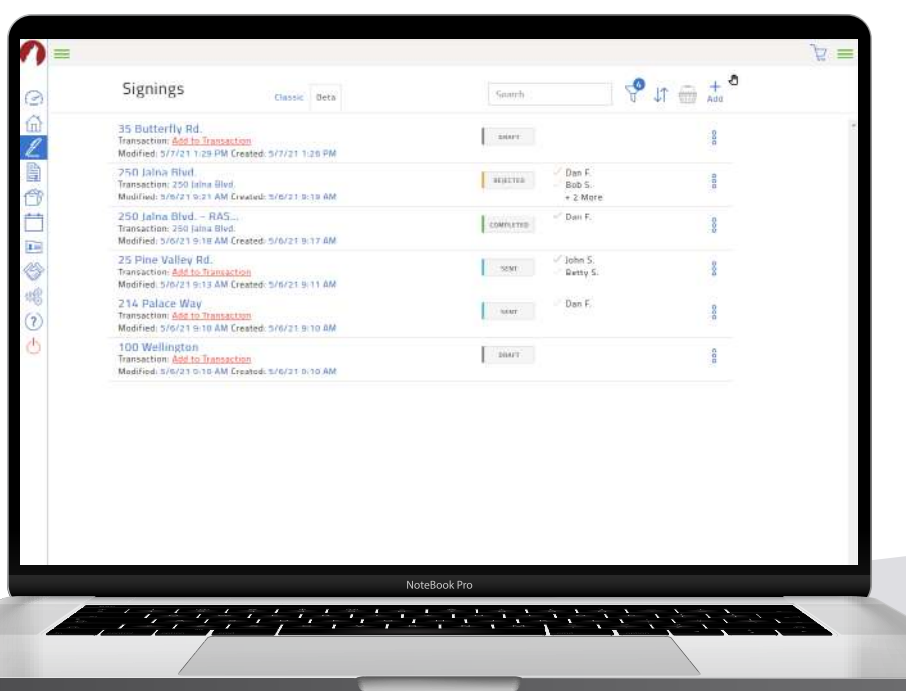 Signings
Classic Beta
Search
4
Add
35 Butterfly Rd.
Transaction: Add to Transaction
Modified: 5/7/21 1:29 PM Created: 5/7/21 1:26 PM
DRAFT
250 Jalna Blvd.
Transaction: 250 Jalna Blvd.
Modified: 5/6/21 9:21 AM Created: 5/6/21 9:19 AM
REJECTED
Dan F.
Bob S.
+ 2 More
250 Jalna Blvd. - RAS...
Transaction: 250 Jalna Blvd.
Modified: 5/6/21 9:18 AM Created: 5/6/21 9:17 AM
COMPLETED
Dan F.
25 Pine Valley Rd.
Transaction: Add to Transaction
Modified: 5/6/21 9:13 AM Created: 5/6/21 9:11 AM
SENT
John S.
Betty S.
214 Palace Way
Transaction: Add to Transaction
Modified: 5/6/21 9:10 AM Created: 5/6/21 9:10 AM
SENT
Dan F.
100 Wellington
Transaction: Add to Transaction
Modified: 5/6/21 AM Created: 5/6/21 AM
DRAFT
NoteBook Pro